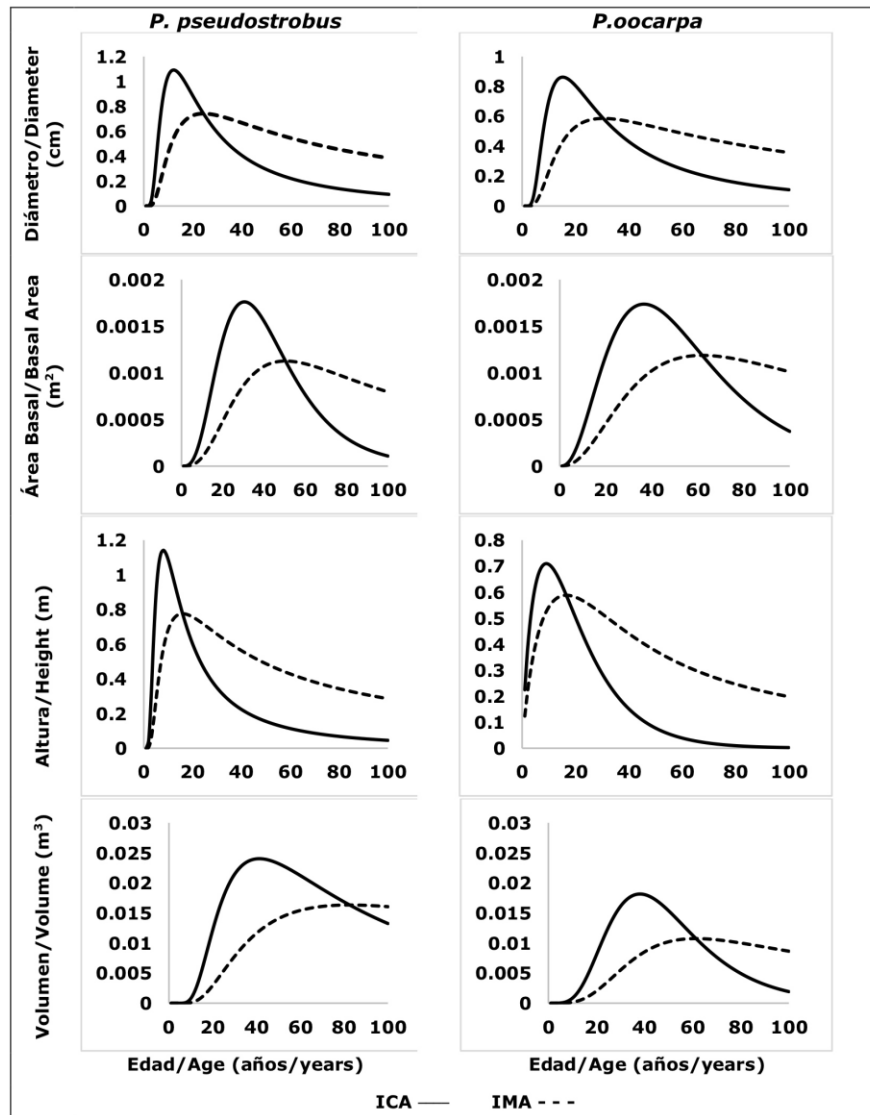 P. pseudostrobus
P.oocarpa
Diámetro/Diameter
(cm)
1.2
1
0.8
0.6
0.4
0.2
0
0 20 40 60 80 100
1
0.8
0.6
0.4
0.2
0
0 20 40 60 80 100
Área Basal/Basal Area
(m²)
0.002
0.0015
0.001
0.0005
0
0 20 40 60 80 100
0.002
0.0015
0.001
0.0005
0
0 20 40 60 80 100
Altura/Height (m)
1.2
1
0.8
0.6
0.4
0.2
0
0 20 40 60 80 100
0.8
0.7
0.6
0.5
0.4
0.3
0.2
0.1
0
0 20 40 60 80 100
Volumen/Volume (m³)
0.03
0.025
0.02
0.015
0.01
0.005
0
0 20 40 60 80 100
0.03
0.025
0.02
0.015
0.01
0.005
0
0 20 40 60 80 100
Edad/Age (años/years)
Edad/Age (años/years)
ICA IMA